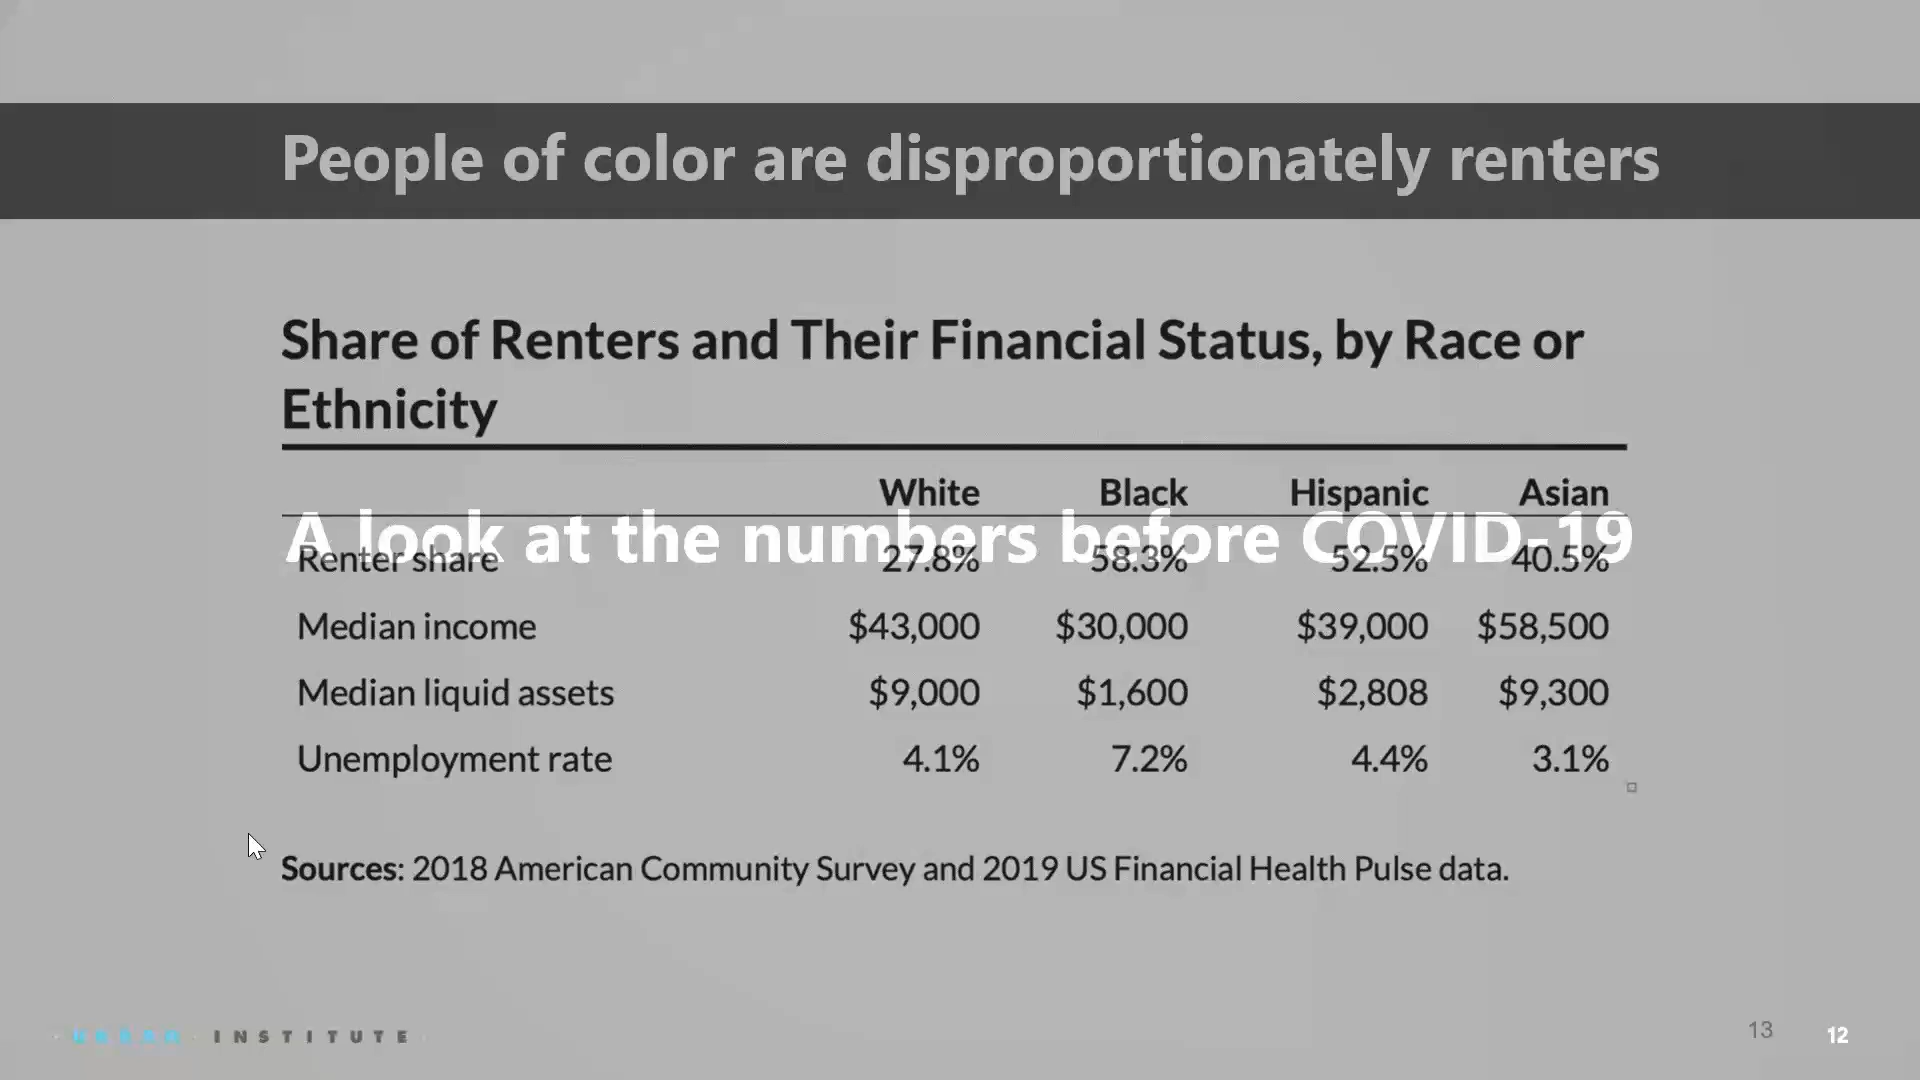 People of color are disproportionately renters
Share of Renters and Their Financial Status, by Race or
Ethnicity
White Black Hispanic Asian
A look at the numbers before COVID-19
Renter share 27.8% 58.3% 52.5% 40.5%
Median income $43,000 $30,000 $39,000 $58,500
Median liquid assets $9,000 $1,600 $2,808 $9,300
Unemployment rate 4.1% 7.2% 4.4% 3.1%
Sources: 2018 American Community Survey and 2019 US Financial Health Pulse data.
URBAN INSTITUTE
13 12